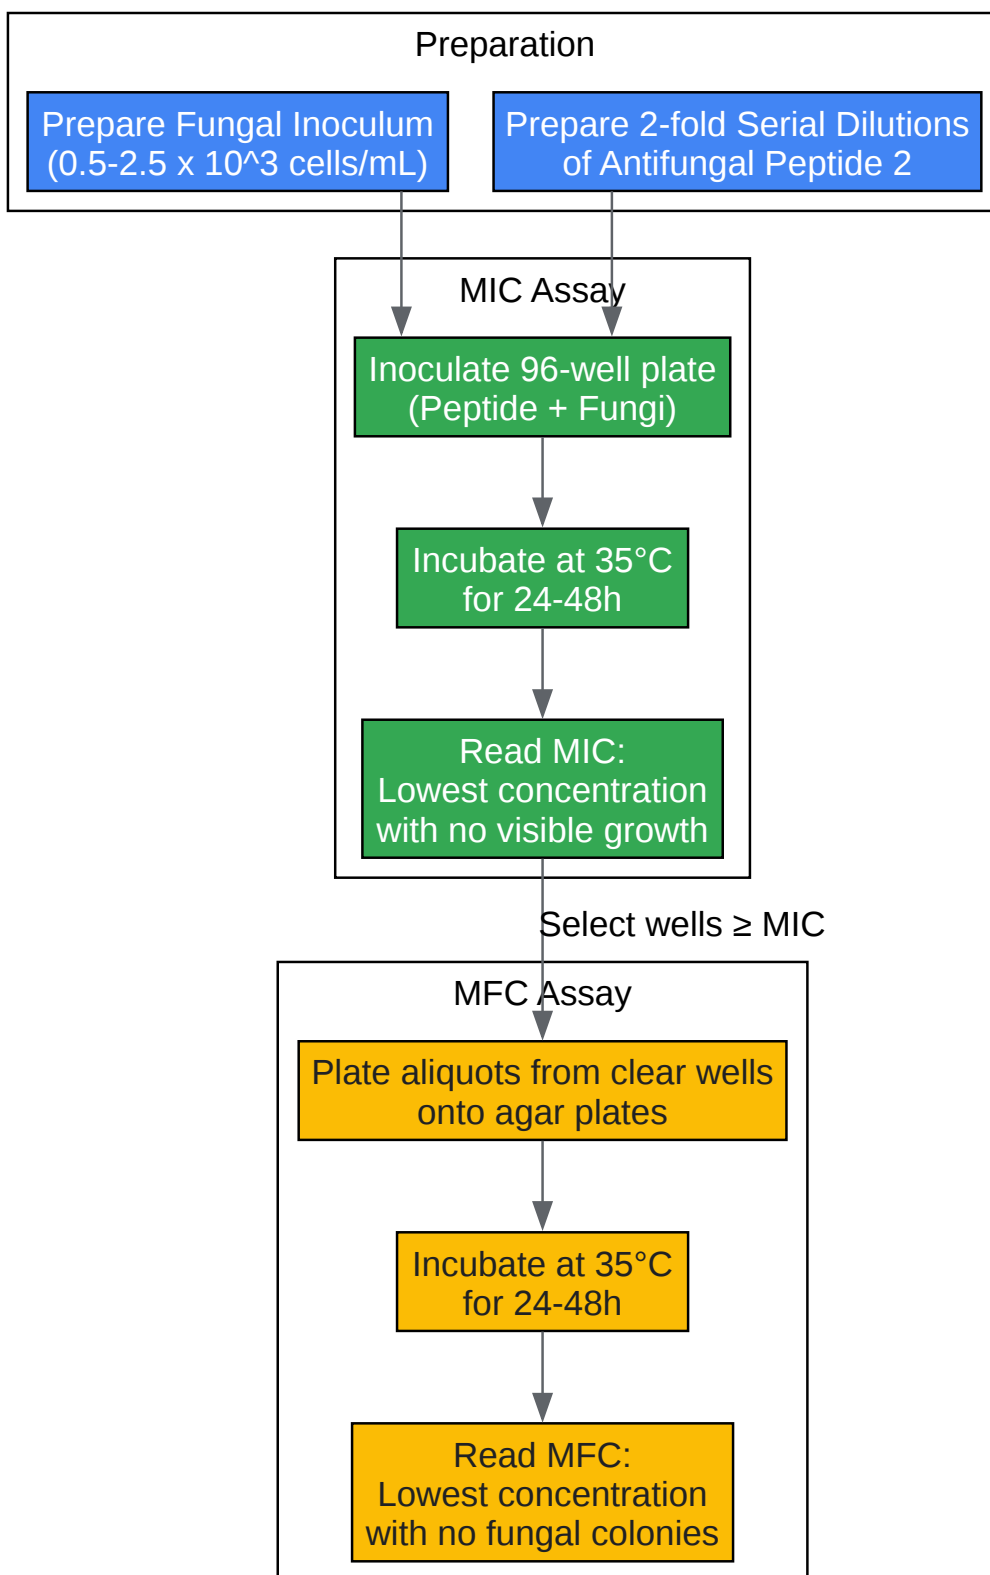 Preparation
Prepare Fungal Inoculum
(0.5-2.5 x 10^3 cells/mL)
Prepare 2-fold Serial Dilutions
of Antifungal Peptide 2
MIC Assay
Inoculate 96-well plate
(Peptide + Fungi)
Incubate at 35°C
for 24-48h
Read MIC:
Lowest concentration
with no visible growth
Select wells ≥ MIC
MFC Assay
Plate aliquots from clear wells
onto agar plates
Incubate at 35°C
for 24-48h
Read MFC:
Lowest concentration
with no fungal colonies